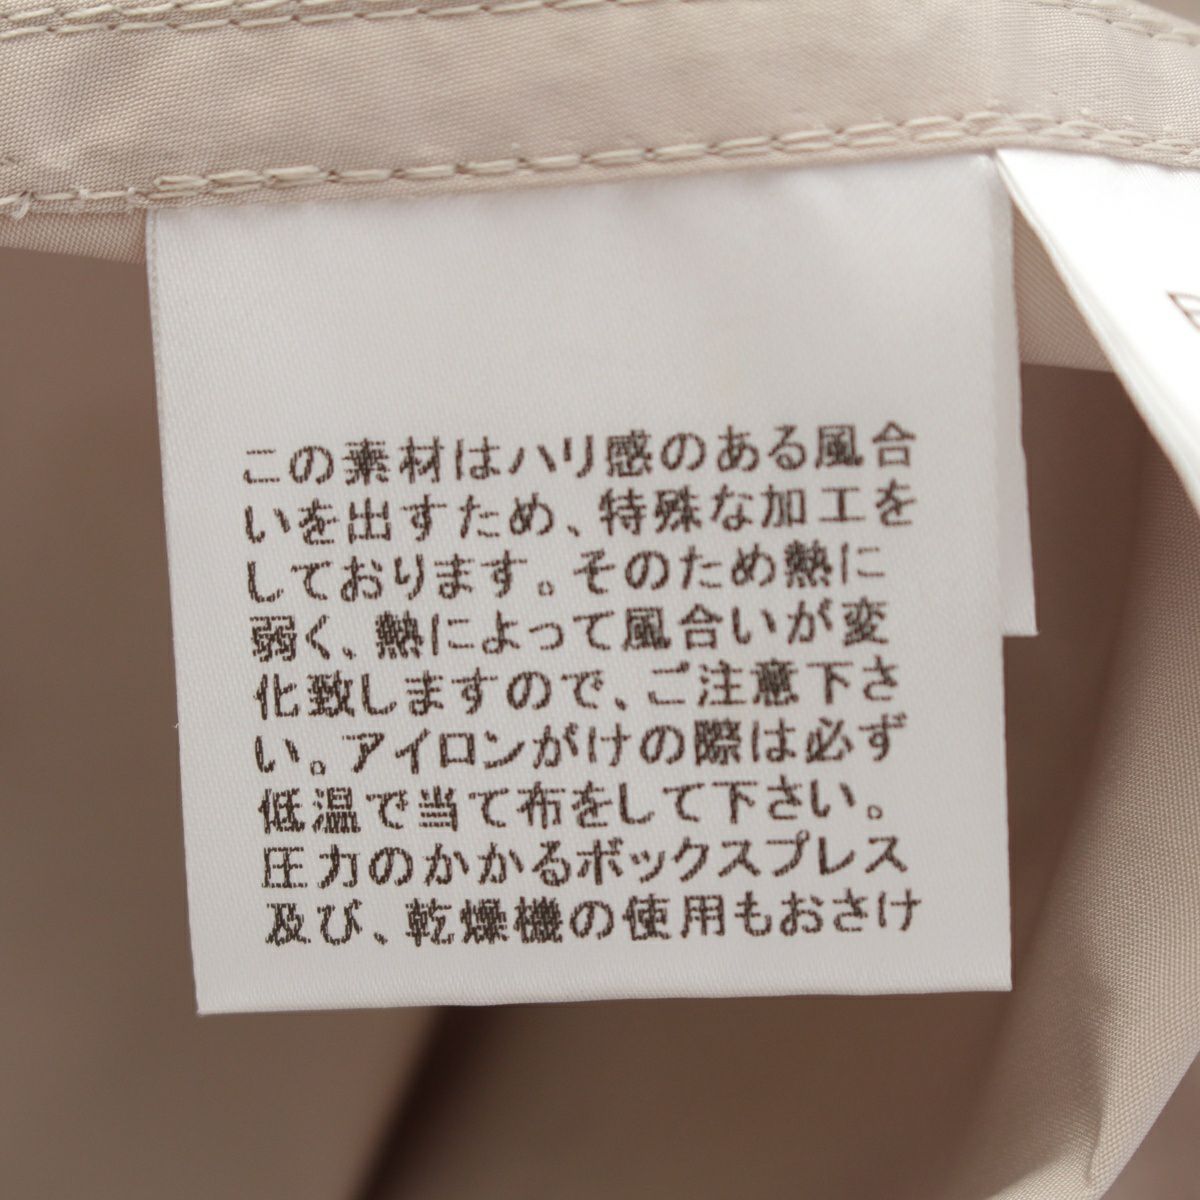 この素材はハリ感のある風合
いを出すため、特殊な加工を
しております。そのため熱に
弱く、熱によって風合いが変
化致しますので、ご注意下さ
い。アイロンがけの際は必ず
低温で当て布をして下さい。
圧力のかかるボックスプレス
及び、乾燥機の使用もおさけ